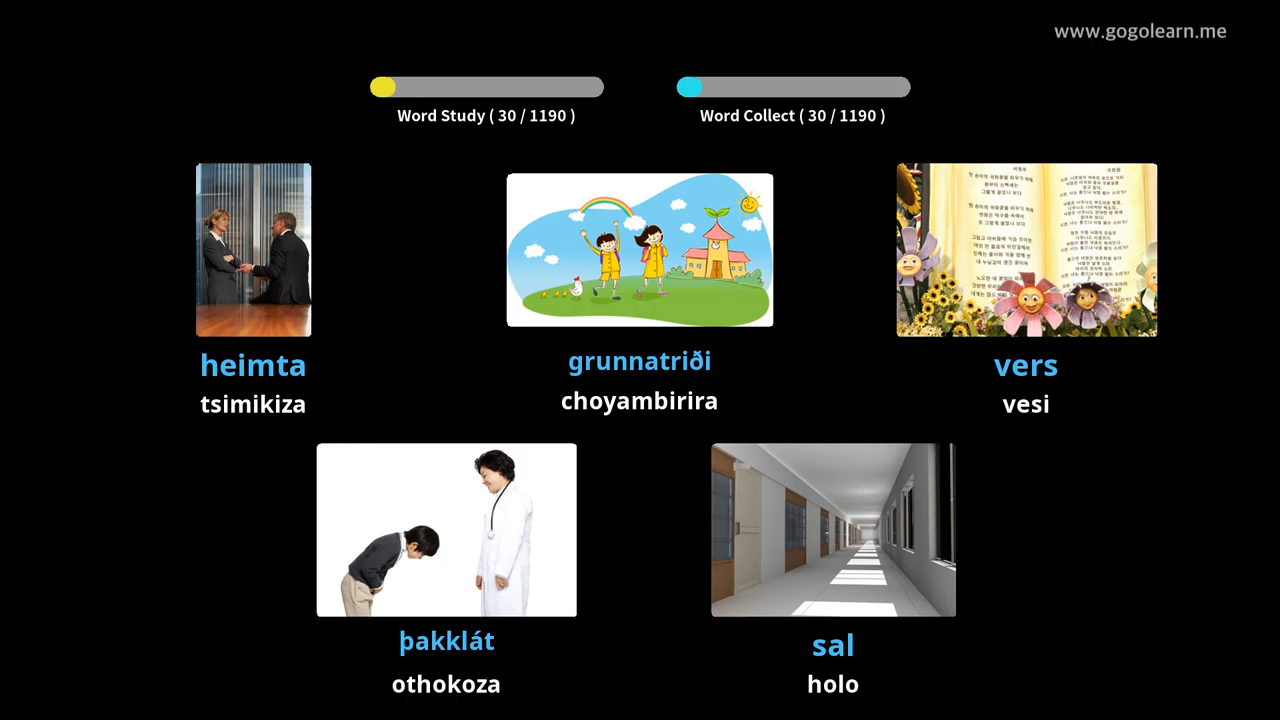 www.gogolearn.me
Word Study ( 30 / 1190 )
Word Collect ( 30 / 1190 )
heimta
tsimikiza
grunnatriði
choyambirira
vers
vesi
þakklát
othokoza
sal
holo